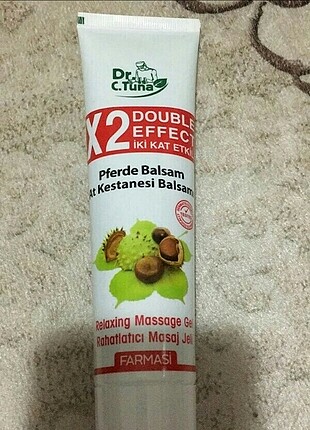 Dr.
C.Tuna
X2 DOUBLE
EFFECT
İKİ KAT ETKİ
Pferde Balsam
At Kestanesi Balsamı
Relaxing Massage Gel
Rahatlatıcı Masaj Jeli
FARMASİ